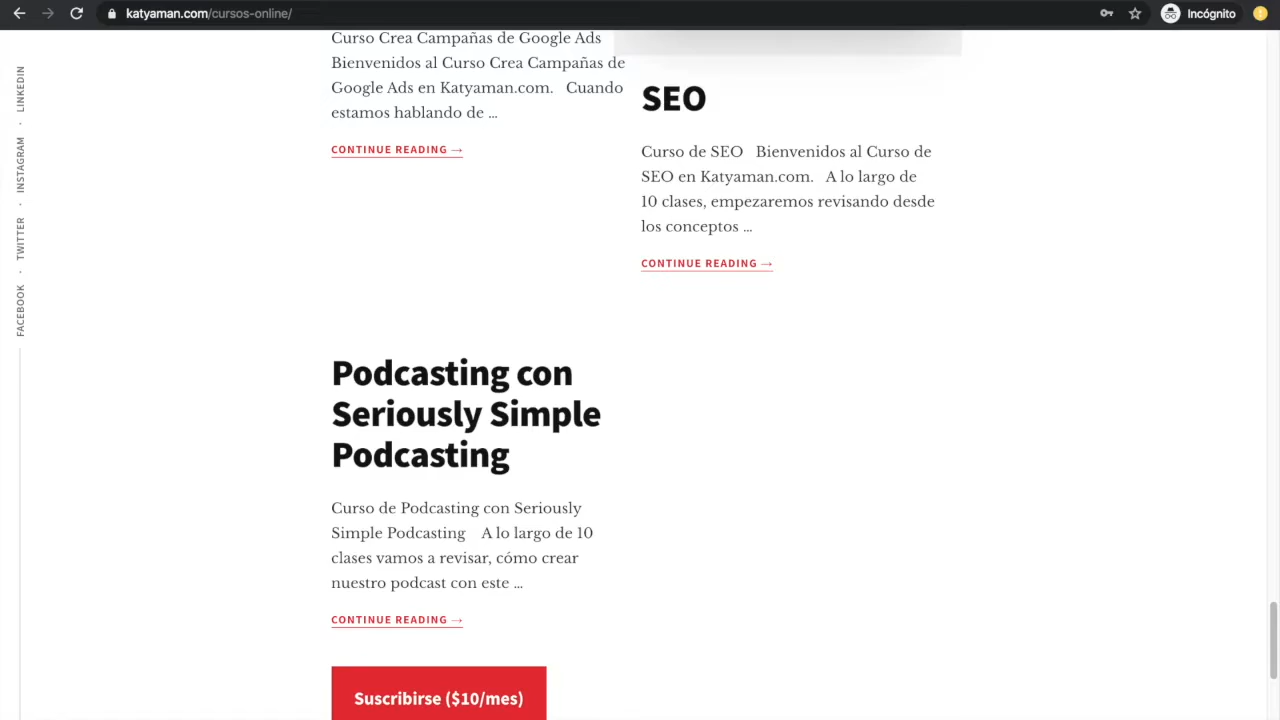 katyaman.com/cursos-online/
Incógnito
LINKEDIN
INSTAGRAM
TWITTER
FACEBOOK
Curso Crea Campañas de Google Ads
Bienvenidos al Curso Crea Campañas de
Google Ads en Katyaman.com. Cuando
estamos hablando de ...
CONTINUE READING →
SEO
Curso de SEO Bienvenidos al Curso de
SEO en Katyaman.com. A lo largo de
10 clases, empezaremos revisando desde
los conceptos ...
CONTINUE READING →
Podcasting con
Seriously Simple
Podcasting
Curso de Podcasting con Seriously
Simple Podcasting A lo largo de 10
clases vamos a revisar, cómo crear
nuestro podcast con este ...
CONTINUE READING →
Suscribirse ($10/mes)